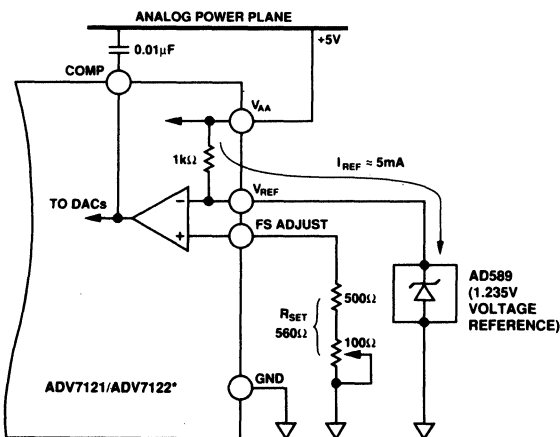 ANALOG POWER PLANE
+5V
0.01µF
COMP
VAA
1kΩ
IREF ≈ 5mA
VREF
TO DACs
−
+
FS ADJUST
AD589
(1.235V
VOLTAGE
REFERENCE)
500Ω
RSET
560Ω
100Ω
GND
ADV7121/ADV7122*